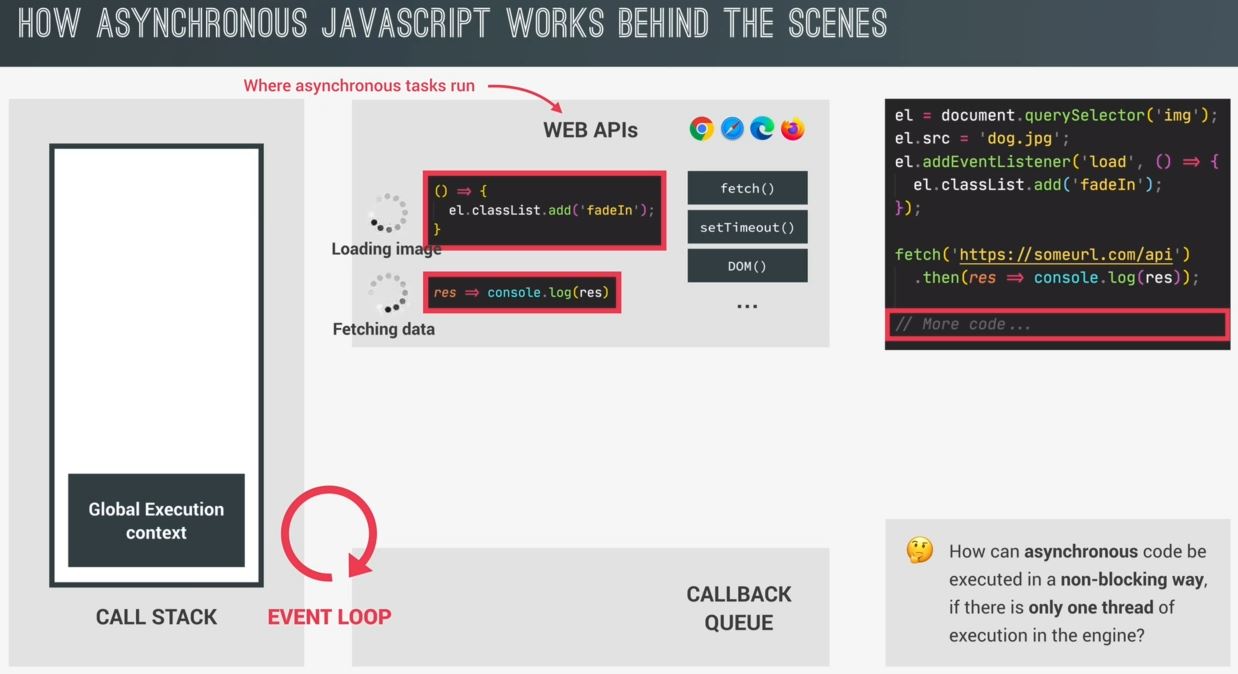 HOW ASYNCHRONOUS JAVASCRIPT WORKS BEHIND THE SCENES
Where asynchronous tasks run
WEB APIs
() => {
el.classList.add('fadeIn');
}
Loading image
res => console.log(res)
Fetching data
fetch()
setTimeout()
DOM()
...
el = document.querySelector('img');
el.src = 'dog.jpg';
el.addEventListener('load', () => {
el.classList.add('fadeIn');
});
fetch('https://someurl.com/api')
.then(res => console.log(res));
// More code...
Global Execution
context
CALL STACK
EVENT LOOP
CALLBACK
QUEUE
How can asynchronous code be
executed in a non-blocking way,
if there is only one thread of
execution in the engine?